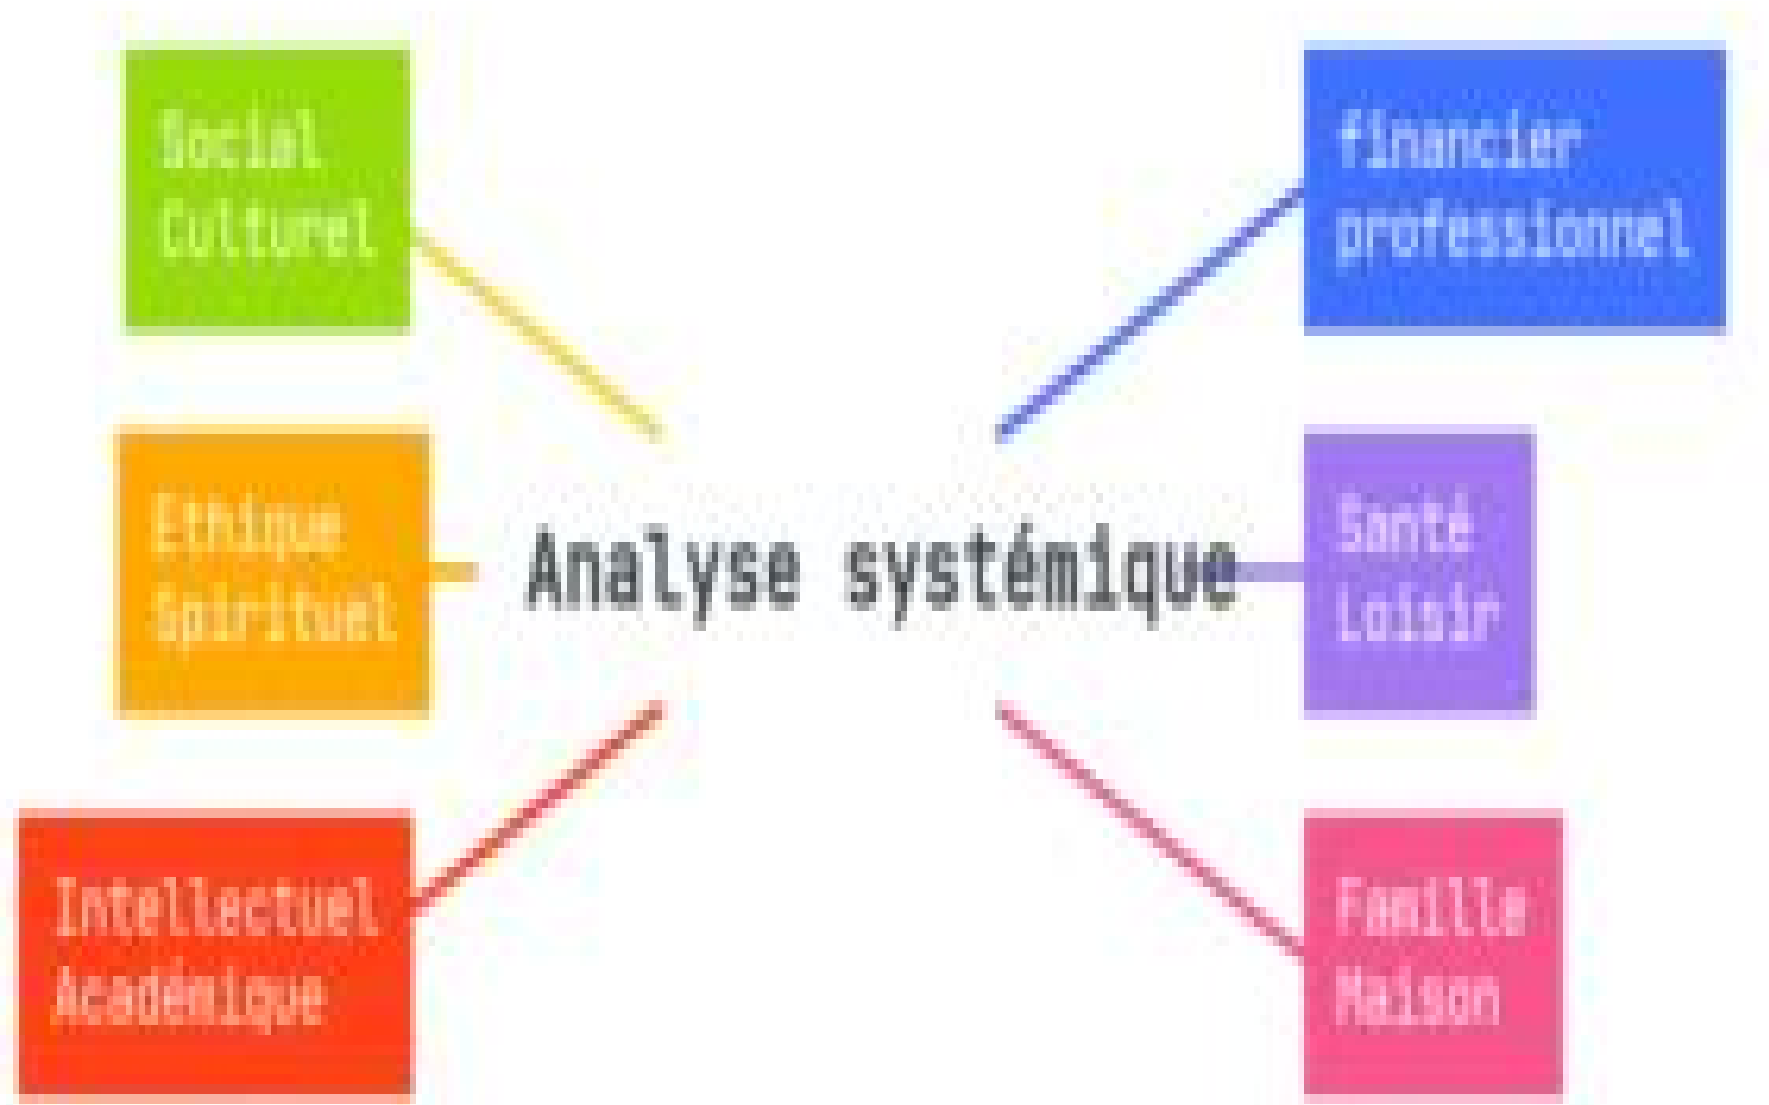 Social
Culturel
financier
professionnel
Ethique
Spirituel
Analyse systémique
Santé
Loisir
Intellectuel
Académique
Famille
Maison